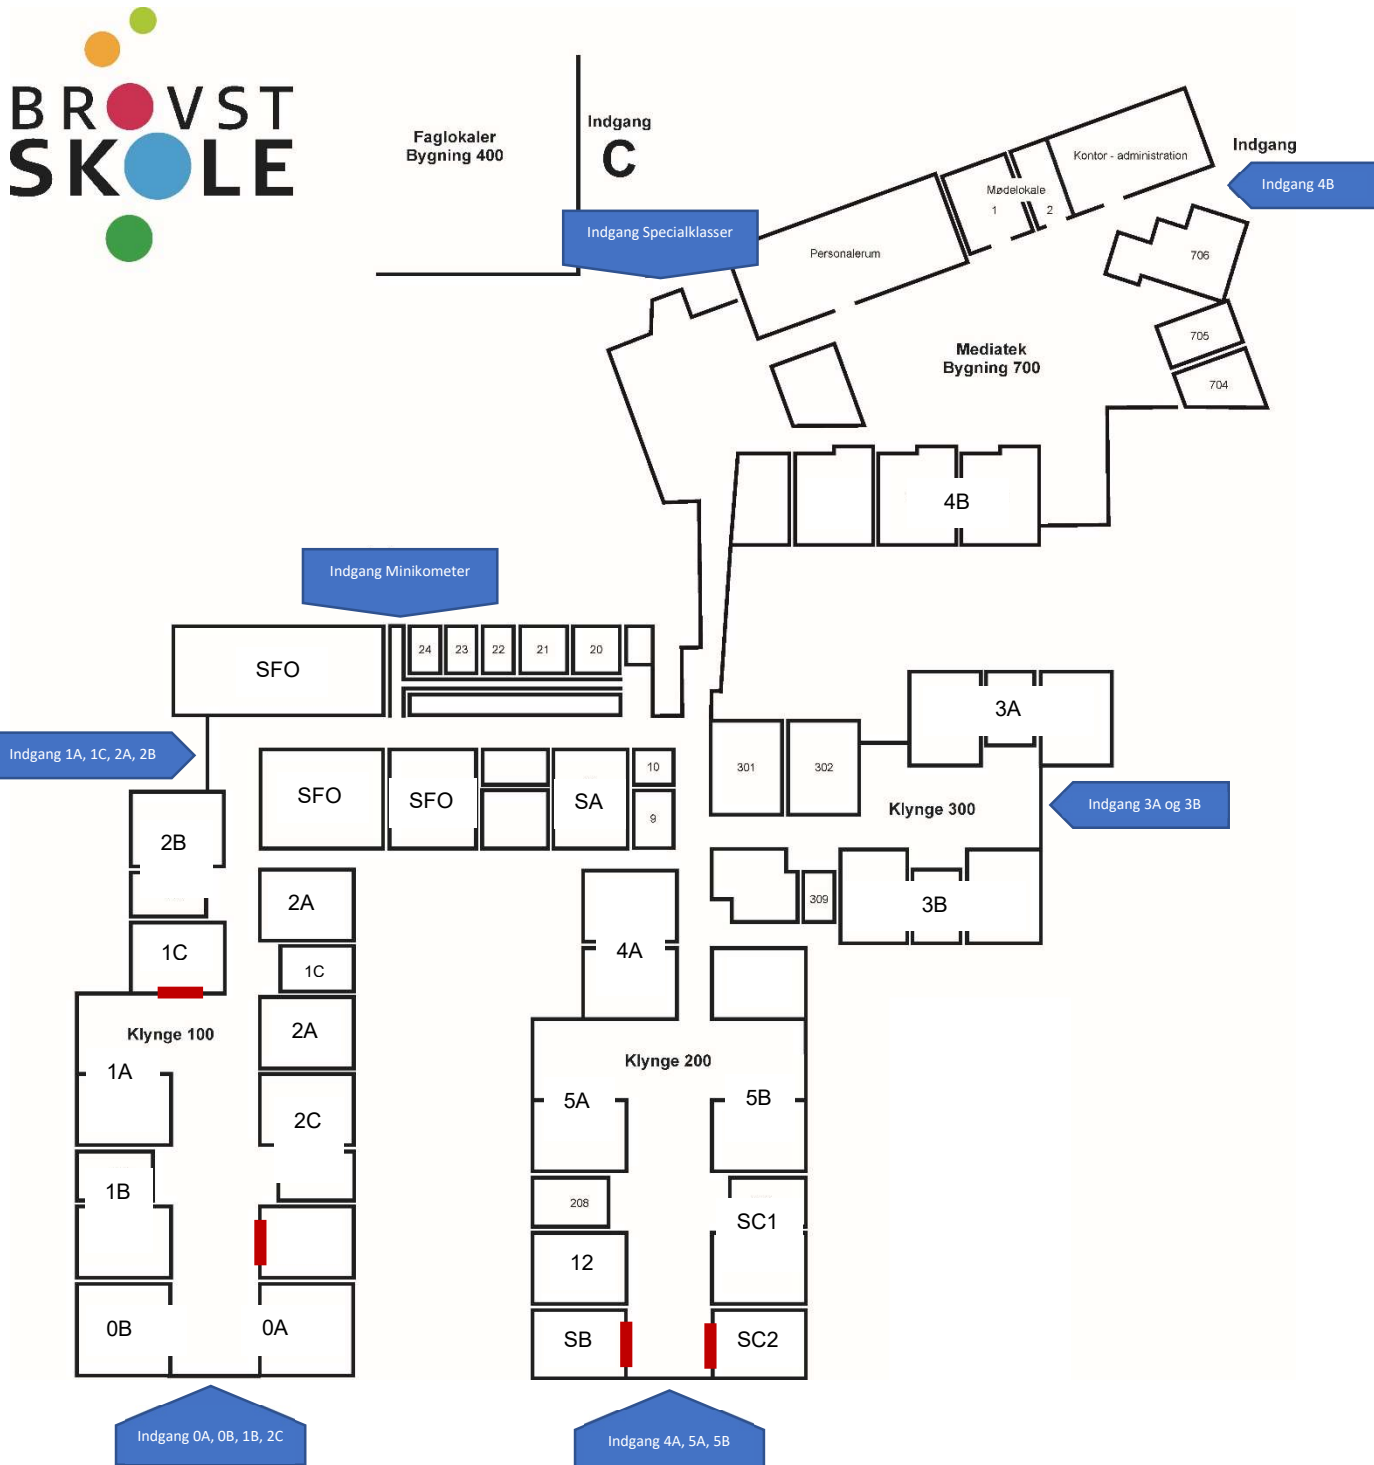 BROVST
SKOLE
Faglokaler
Bygning 400
Indgang
C
Indgang
Indgang 4B
Kontor - administration
Mødelokale
1
2
Indgang Specialklasser
Personalerum
706
705
704
Mediatek
Bygning 700
4B
Indgang Minikometer
SFO
24
23
22
21
20
3A
Indgang 1A, 1C, 2A, 2B
SFO
SFO
SA
10
9
301
302
Klynge 300
Indgang 3A og 3B
2B
2A
309
3B
1C
1C
4A
Klynge 100
2A
1A
Klynge 200
5A
5B
2C
1B
208
SC1
12
0B
0A
SB
SC2
Indgang 0A, 0B, 1B, 2C
Indgang 4A, 5A, 5B